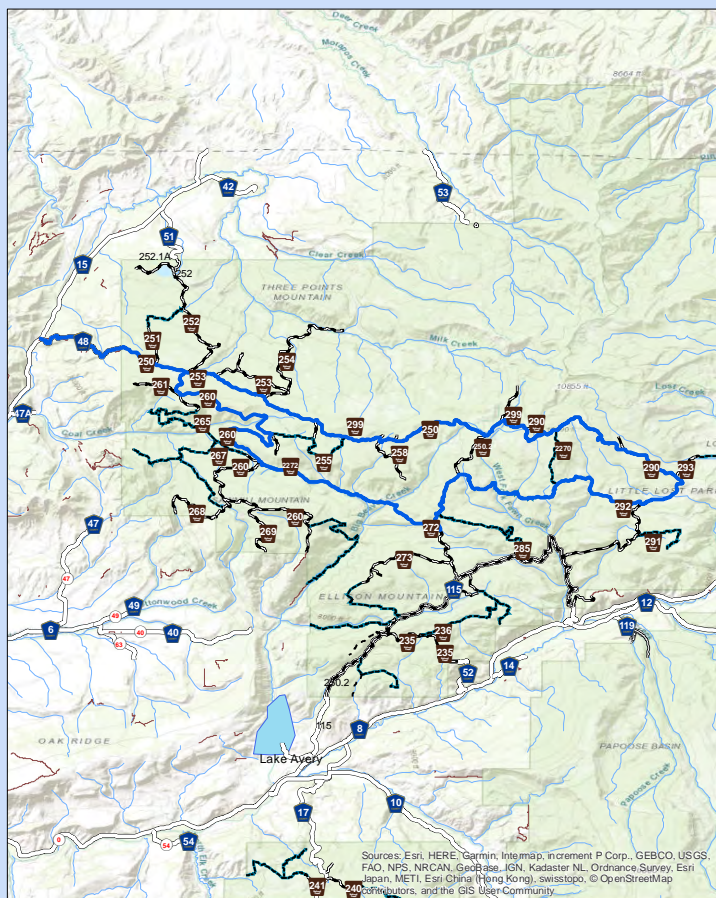 Deer Creek
Morapos Creek
8664 ft
42
53
51
Clear Creek
15
252.1A
252
THREE POINTS
MOUNTAIN
252
48
251
Milk Creek
254
250
253
253
261
10855 ft
Lost Creek
260
47A
299
290
265
299
250
Coal Creek
260
250.2
258
267
2270
255
260
2272
290
293
LITTLE LOST PARK
292
268
MOUNTAIN
260
47
269
272
285
291
273
47
ELLISON MOUNTAIN
115
49
12
49
6
40
40
236
119
63
235
235
52
14
250.2
115
8
OAK RIDGE
PAPOOSE BASIN
Lake Avery
Papoose Creek
10
17
0
54
54
Sources: Esri, HERE, Garmin, Intermap, increment P Corp., GEBCO, USGS,
FAO, NPS, NRCAN, GeoBase, IGN, Kadaster NL, Ordnance Survey, Esri
Japan, METI, Esri China (Hong Kong), swisstopo, © OpenStreetMap
contributors, and the GIS User Community
241
240